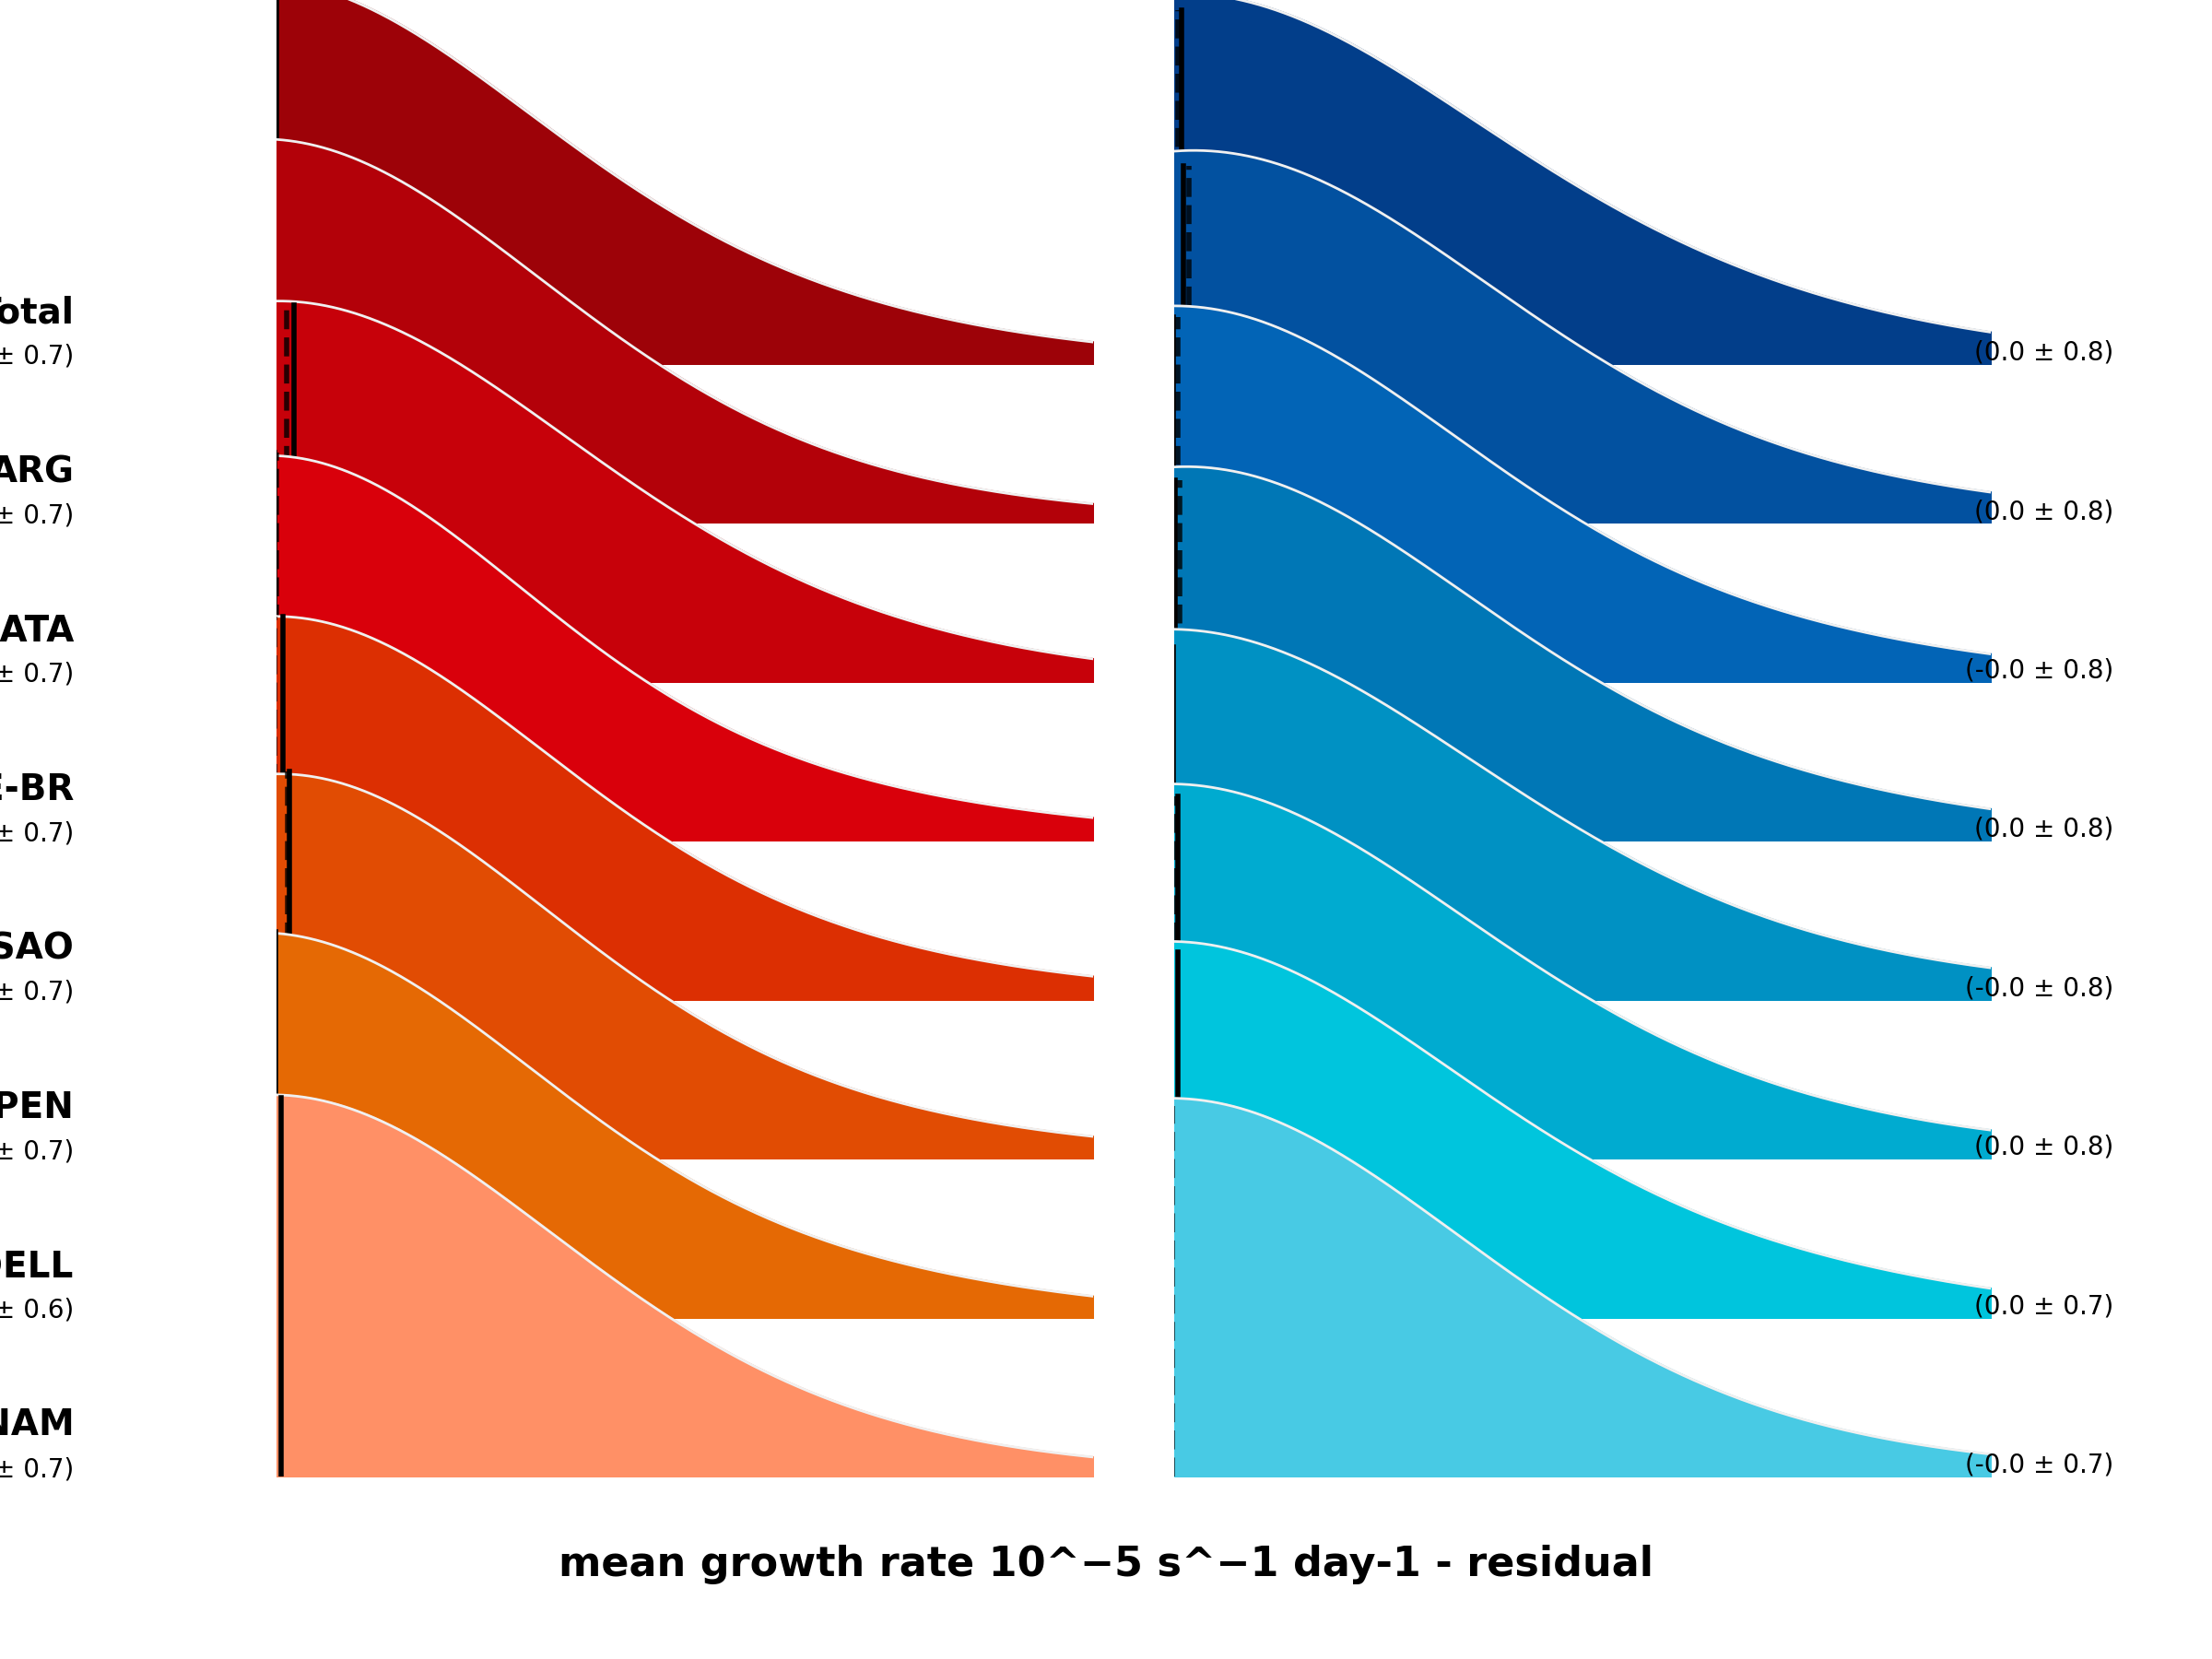 otal
± 0.7)
(0.0 ± 0.8)
ARG
± 0.7)
(0.0 ± 0.8)
ATA
± 0.7)
(-0.0 ± 0.8)
E-BR
± 0.7)
(0.0 ± 0.8)
SAO
± 0.7)
(-0.0 ± 0.8)
PEN
± 0.7)
(0.0 ± 0.8)
DELL
± 0.6)
(0.0 ± 0.7)
NAM
± 0.7)
(-0.0 ± 0.7)
mean growth rate 10^−5 s^−1 day-1 - residual